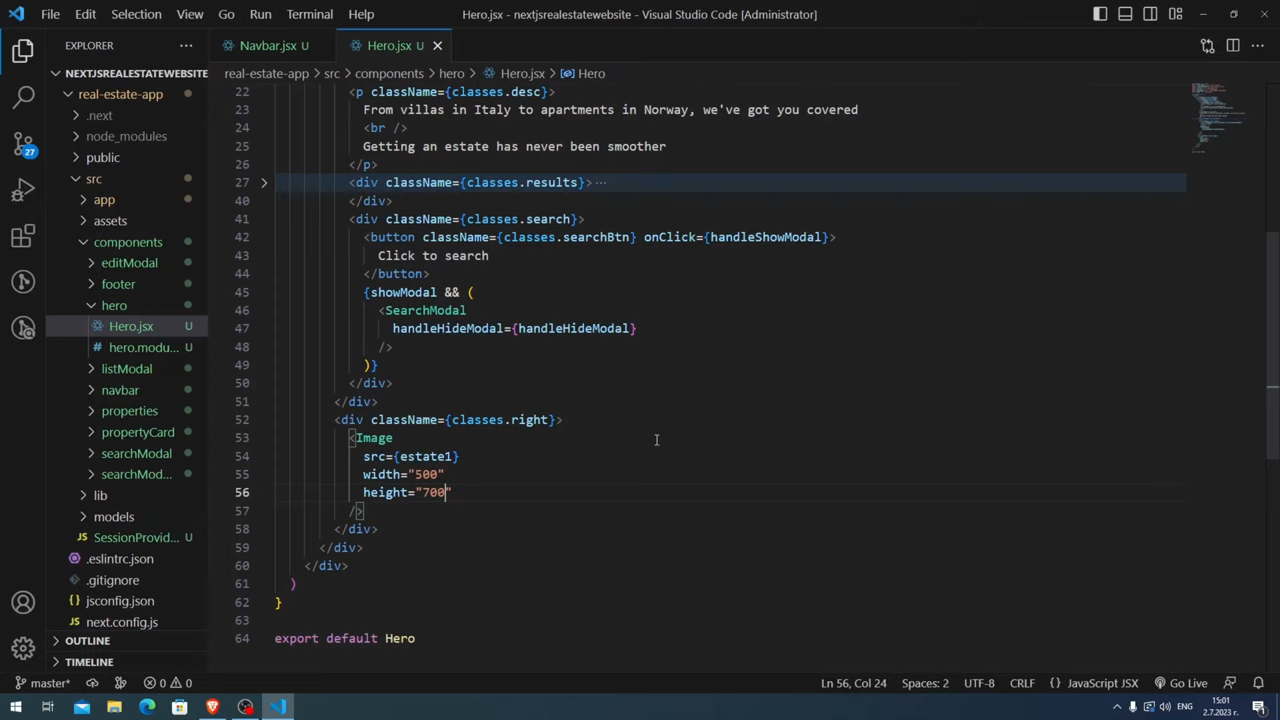 File Edit Selection View Go Run Terminal Help Hero.jsx - nextjsrealestatewebsite - Visual Studio Code [Administrator]
EXPLORER
Navbar.jsx U
Hero.jsx U
real-estate-app > src > components > hero > Hero.jsx > Hero
NEXTJSREALESTATEWEBSITE
real-estate-app
.next
node_modules
public
src
app
assets
components
editModal
footer
hero
Hero.jsx U
hero.modu... U
listModal
navbar
properties
propertyCard
searchModal
searchMod...
lib
models
SessionProvid... U
.eslintrc.json
.gitignore
jsconfig.json
next.config.js
OUTLINE
TIMELINE
27
22 <p className={classes.desc}>
23 From villas in Italy to apartments in Norway, we've got you covered
24 <br />
25 Getting an estate has never been smoother
26 </p>
27 <div className={classes.results}> ...
40 </div>
41 <div className={classes.search}>
42 <button className={classes.searchBtn} onClick={handleShowModal}>
43 Click to search
44 </button>
45 {showModal && (
46 <SearchModal
47 handleHideModal={handleHideModal}
48 />
49 )}
50 </div>
51 </div>
52 <div className={classes.right}>
53 <Image
54 src={estate1}
55 width="500"
56 height="700"
57 />
58 </div>
59 </div>
60 </div>
61 )
62 }
63
64 export default Hero
master* 0 0 Ln 56, Col 24 Spaces: 2 UTF-8 CRLF {} JavaScript JSX Go Live
ENG 15:01
2.7.2023 г.
1